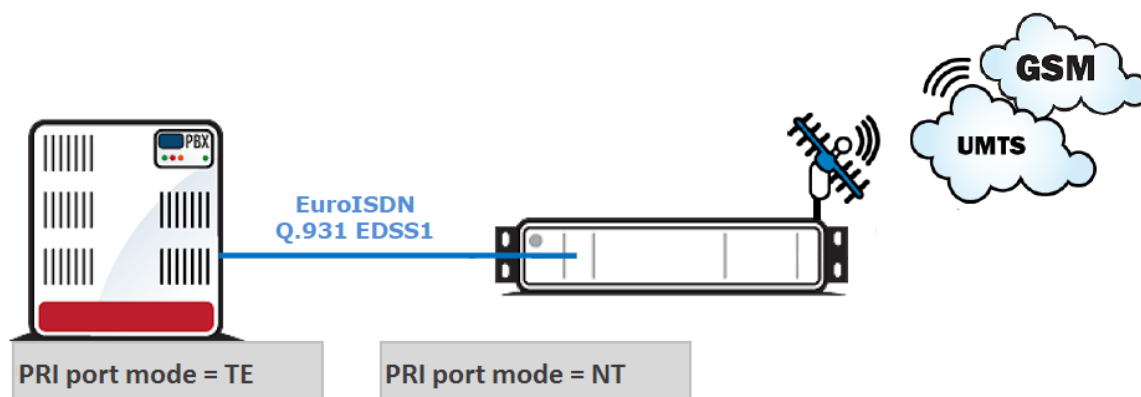 GSM
UMTS
PBX
EuroISDN
Q.931 EDSS1
PRI port mode = TE
PRI port mode = NT